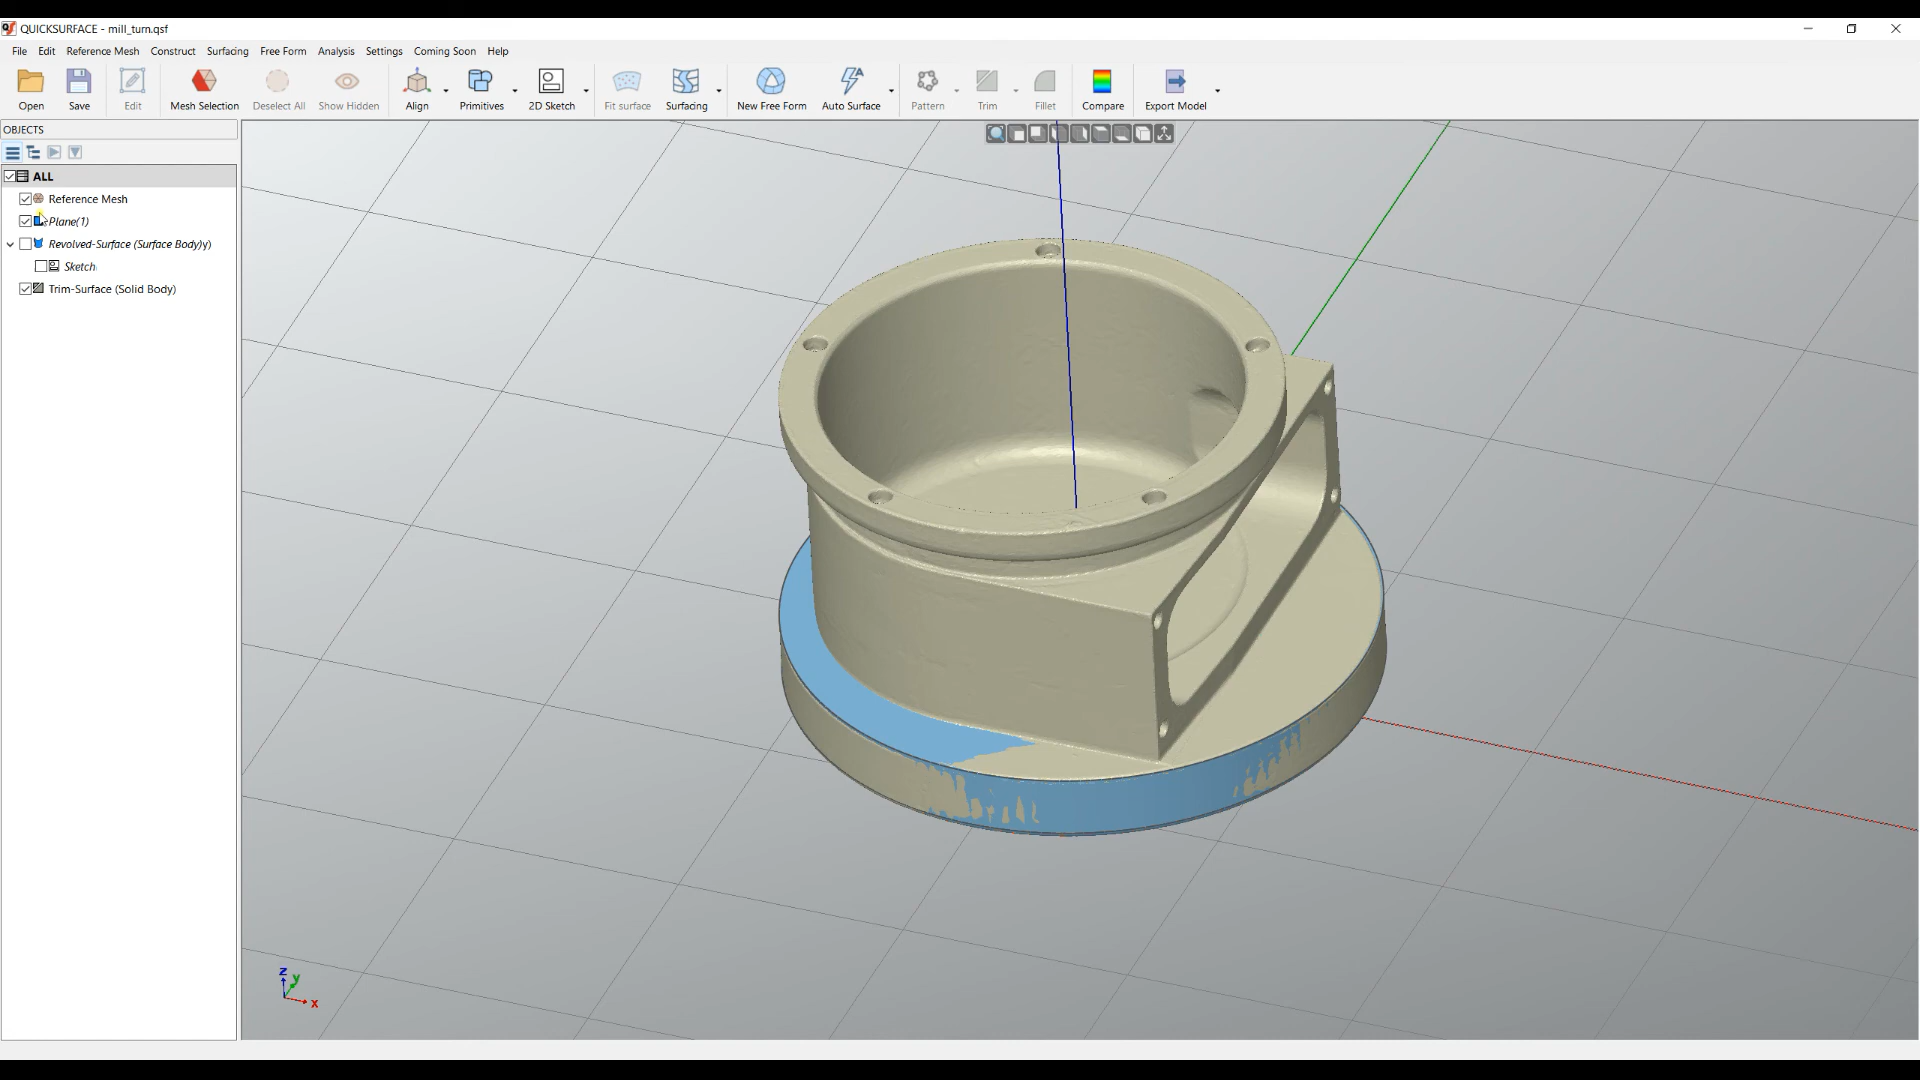 QUICKSURFACE - mill_turn.qsf
File Edit Reference Mesh Construct Surfacing Free Form Analysis Settings Coming Soon Help
Open Save Edit Mesh Selection Deselect All Show Hidden Align Primitives 2D Sketch Fit surface Surfacing New Free Form Auto Surface Pattern Trim Fillet Compare Export Model
OBJECTS
ALL
Reference Mesh
Plane(1)
Revolved-Surface (Surface Body)y)
Sketch
Trim-Surface (Solid Body)
z
y
x